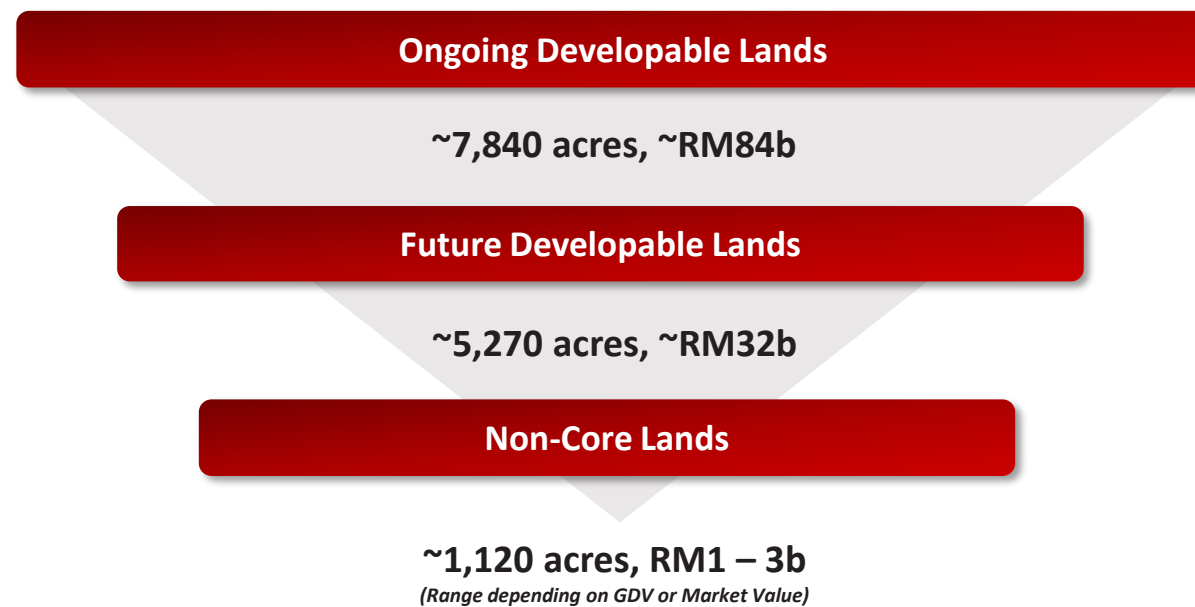 Ongoing Developable Lands
~7,840 acres, ~RM84b
Future Developable Lands
~5,270 acres, ~RM32b
Non-Core Lands
~1,120 acres, RM1 – 3b
(Range depending on GDV or Market Value)